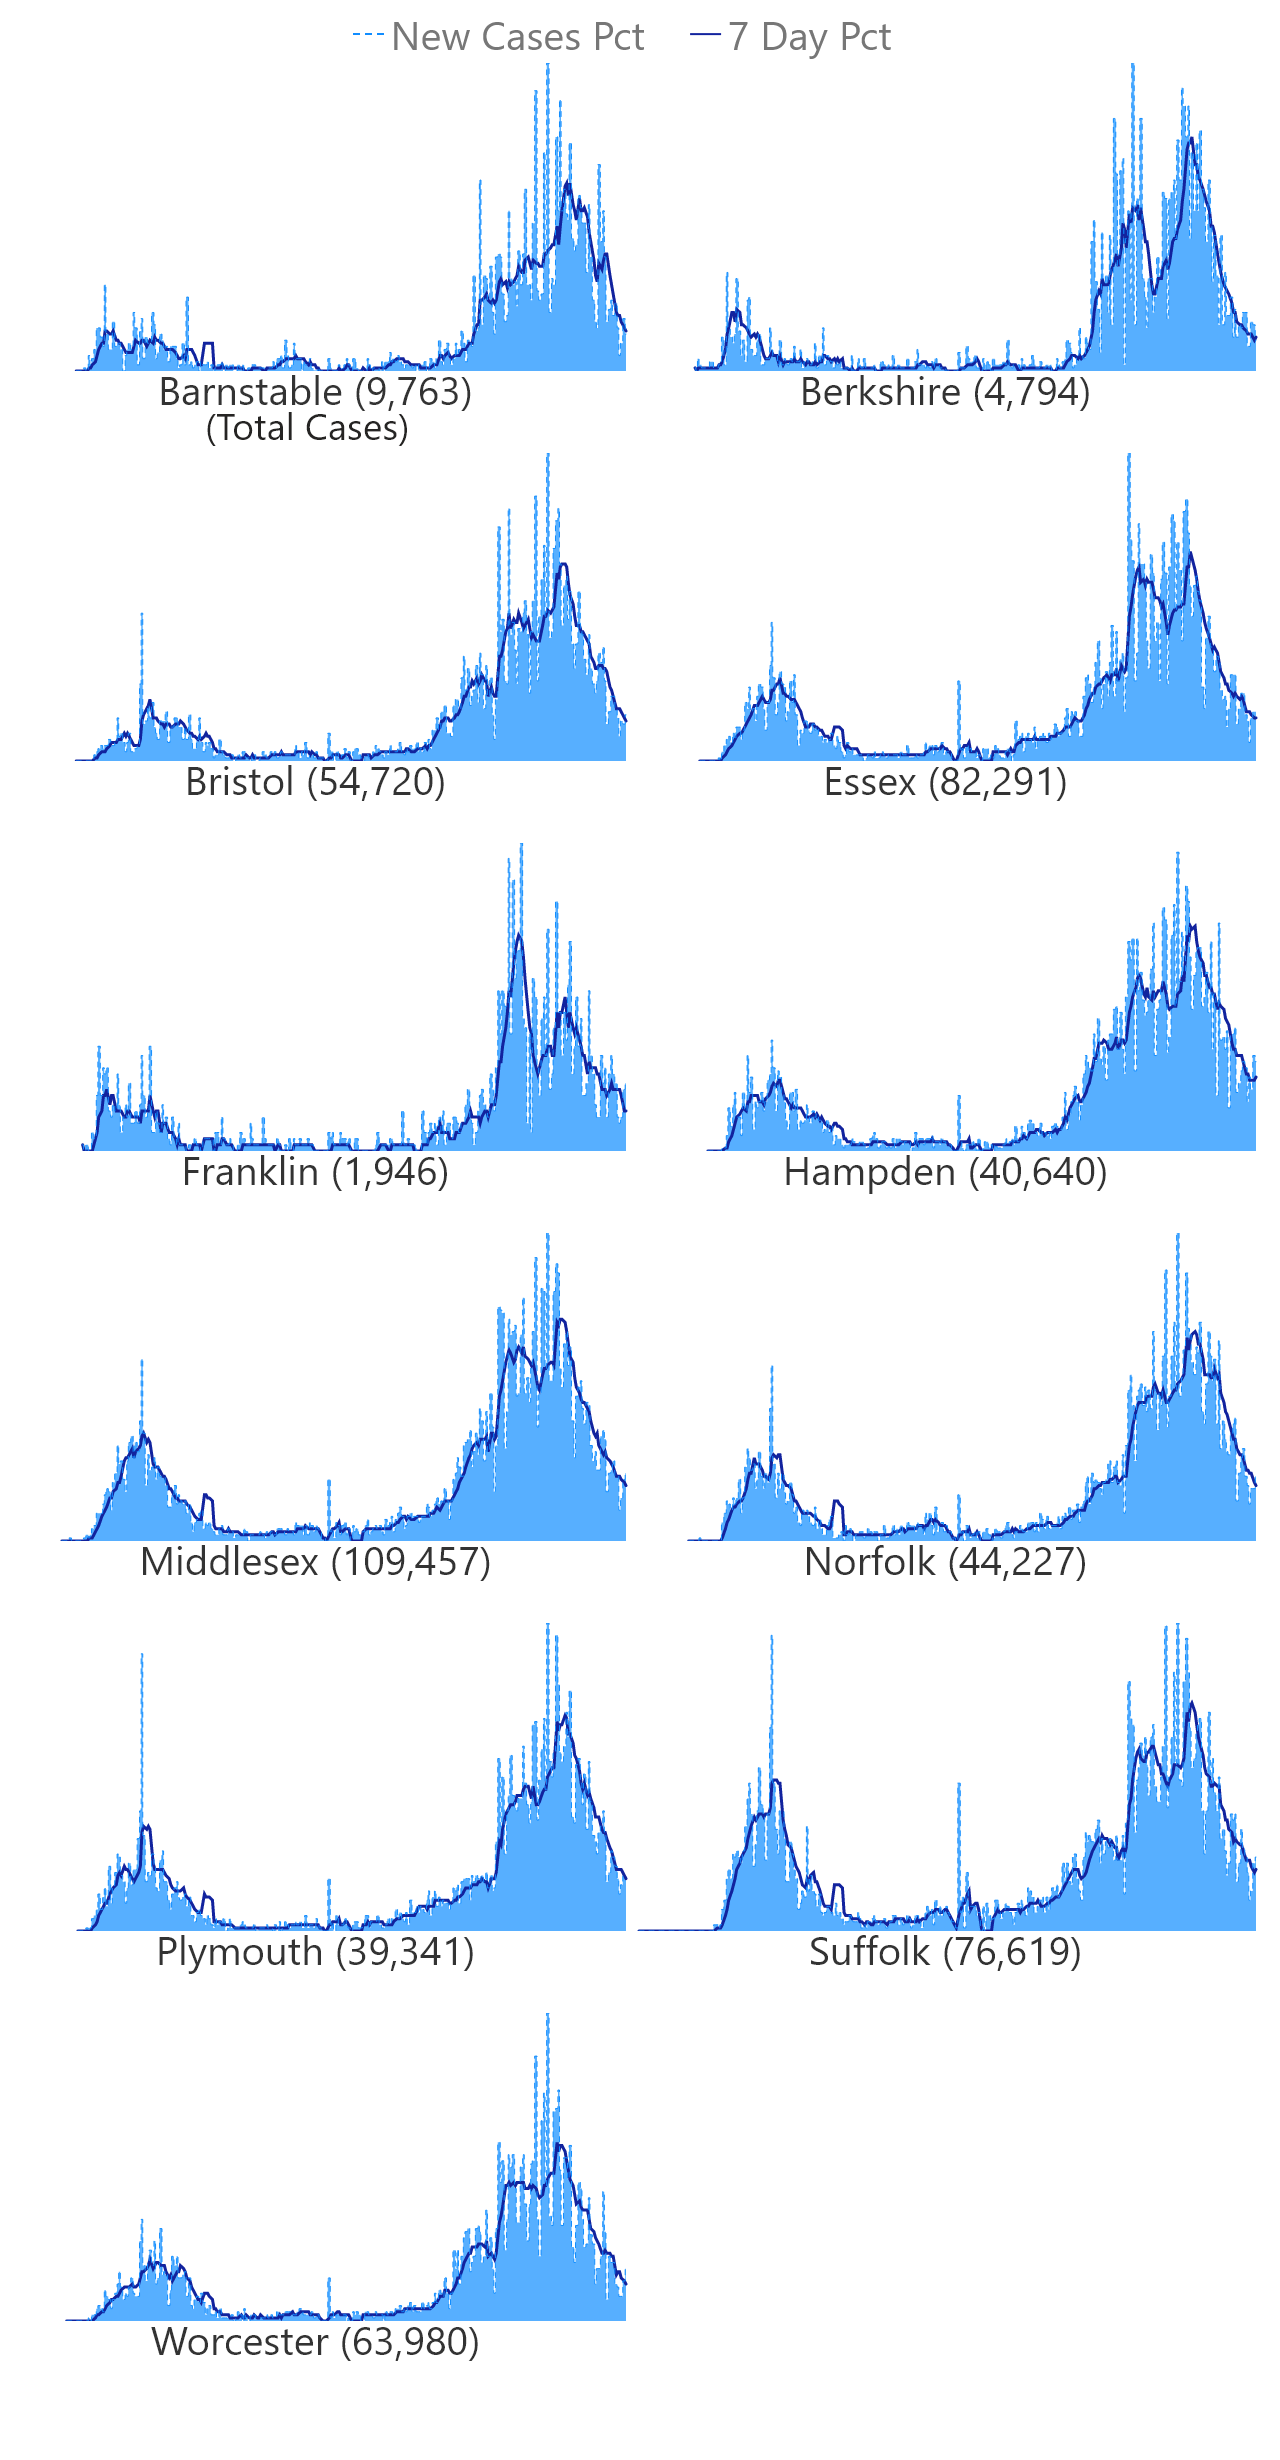 New Cases Pct 7 Day Pct
Barnstable (9,763)
(Total Cases)
Berkshire (4,794)
Bristol (54,720)
Essex (82,291)
Franklin (1,946)
Hampden (40,640)
Middlesex (109,457)
Norfolk (44,227)
Plymouth (39,341)
Suffolk (76,619)
Worcester (63,980)